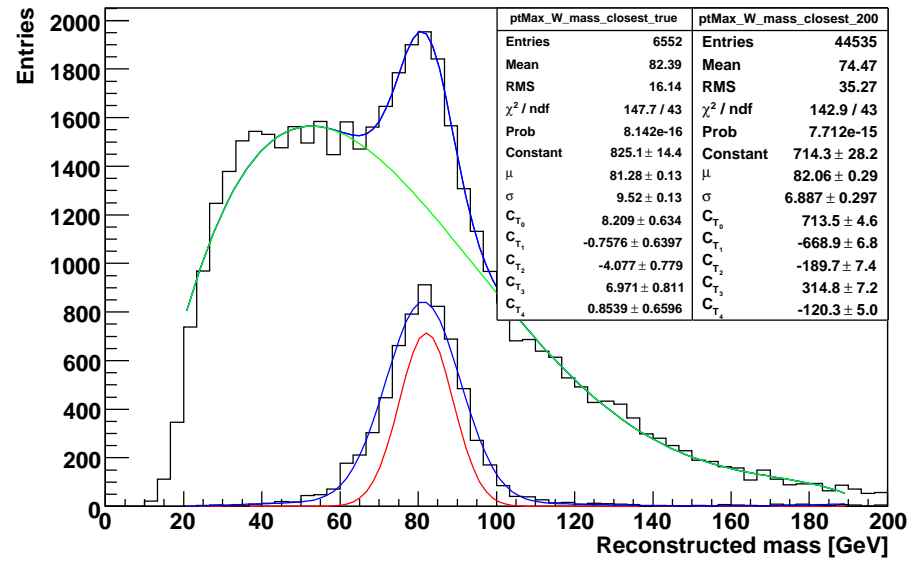 Entries
2000
1800
1600
1400
1200
1000
800
600
400
200
0
0 20 40 60 80 100 120 140 160 180 200
Reconstructed mass [GeV]
ptMax_W_mass_closest_true
Entries 6552
Mean 82.39
RMS 16.14
χ² / ndf 147.7 / 43
Prob 8.142e-16
Constant 825.1 ± 14.4
μ 81.28 ± 0.13
σ 9.52 ± 0.13
C_T₀ 8.209 ± 0.634
C_T₁ -0.7576 ± 0.6397
C_T₂ -4.077 ± 0.779
C_T₃ 6.971 ± 0.811
C_T₄ 0.8539 ± 0.6596
ptMax_W_mass_closest_200
Entries 44535
Mean 74.47
RMS 35.27
χ² / ndf 142.9 / 43
Prob 7.712e-15
Constant 714.3 ± 28.2
μ 82.06 ± 0.29
σ 6.887 ± 0.297
C_T₀ 713.5 ± 4.6
C_T₁ -668.9 ± 6.8
C_T₂ -189.7 ± 7.4
C_T₃ 314.8 ± 7.2
C_T₄ -120.3 ± 5.0